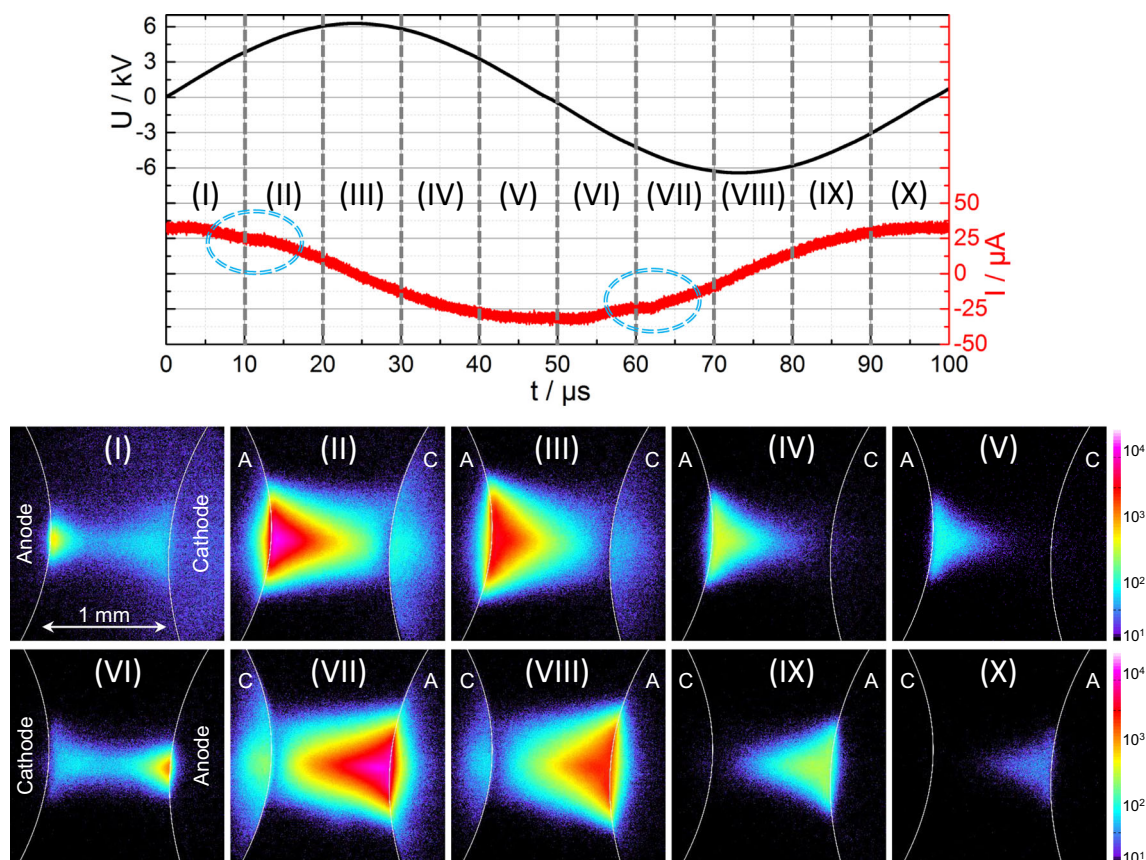 U / kV
6
3
0
-3
-6
(I) (II) (III) (IV) (V) (VI) (VII) (VIII) (IX) (X)
50
25
0
-25
-50
I / µA
0 10 20 30 40 50 60 70 80 90 100
t / µs
(I) (II) (III) (IV) (V)
A C A C A C A C
Anode
Cathode
1 mm
10⁴
10³
10²
10¹
(VI) (VII) (VIII) (IX) (X)
C A C A C A C A
Cathode
Anode
10⁴
10³
10²
10¹